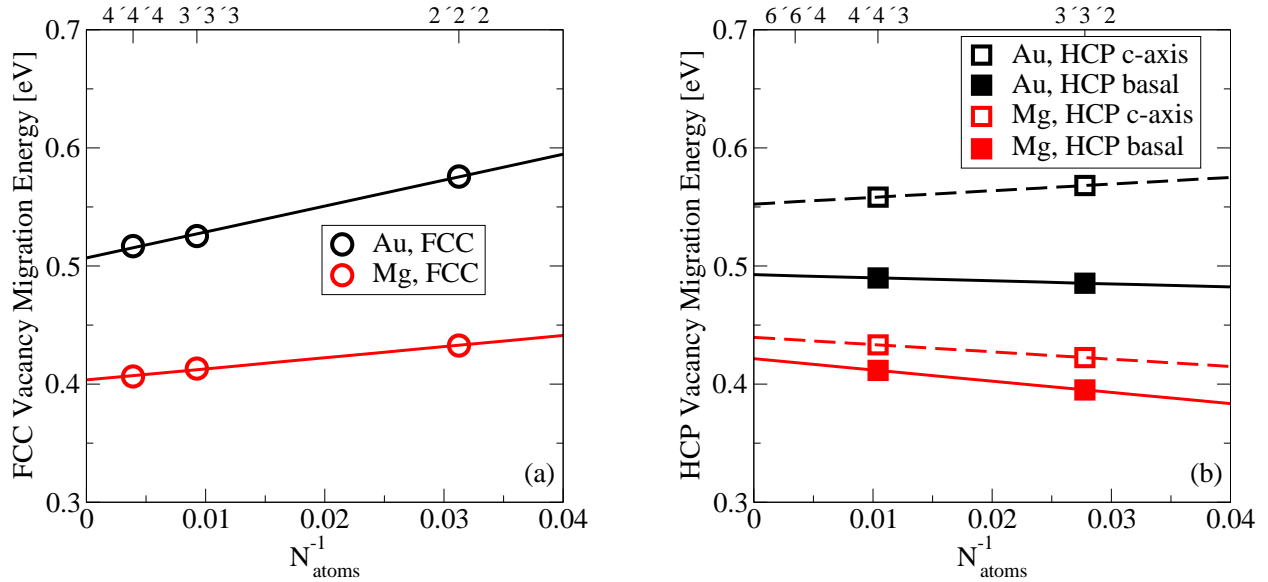 4´4´4 3´3´3 2´2´2
0.7
0.6
0.5
0.4
0.3
FCC Vacancy Migration Energy [eV]
Au, FCC
Mg, FCC
(a)
0 0.01 0.02 0.03 0.04
N-1atoms
6´6´4 4´4´3 3´3´2
0.7
0.6
0.5
0.4
0.3
HCP Vacancy Migration Energy [eV]
Au, HCP c-axis
Au, HCP basal
Mg, HCP c-axis
Mg, HCP basal
(b)
0 0.01 0.02 0.03 0.04
N-1atoms